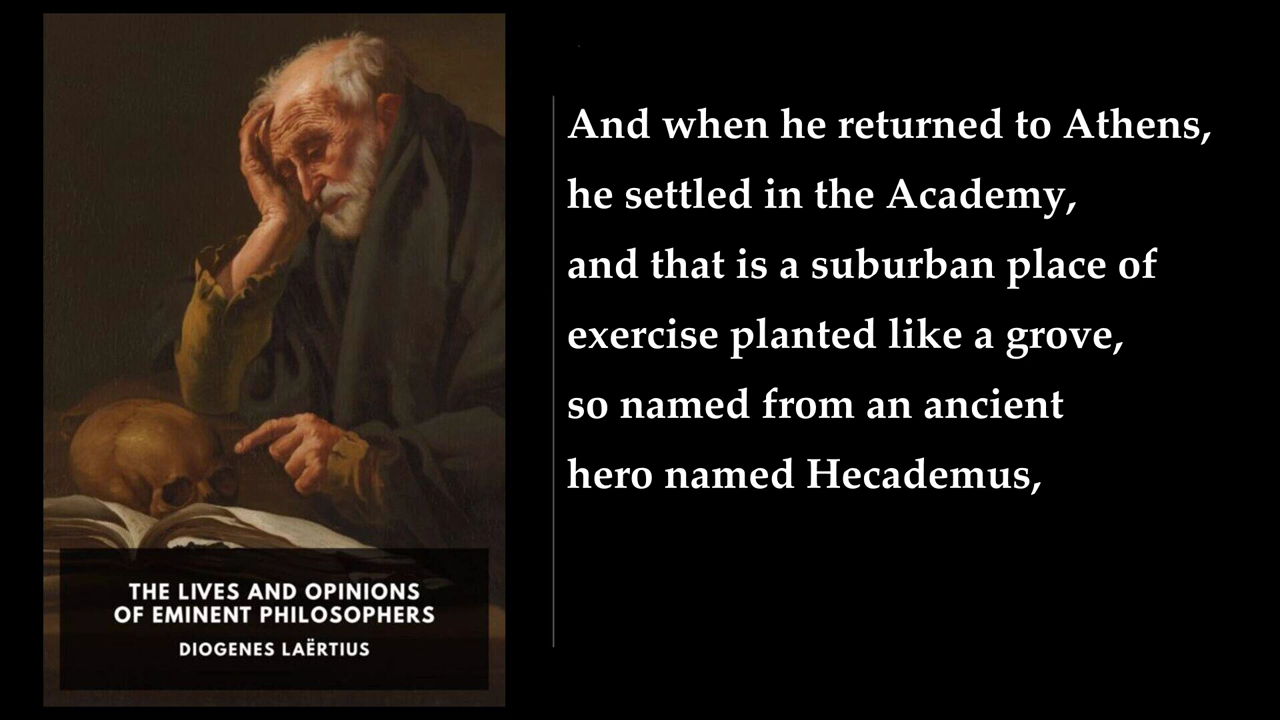 THE LIVES AND OPINIONS
OF EMINENT PHILOSOPHERS
DIOGENES LAËRTIUS
And when he returned to Athens,
he settled in the Academy,
and that is a suburban place of
exercise planted like a grove,
so named from an ancient
hero named Hecademus,